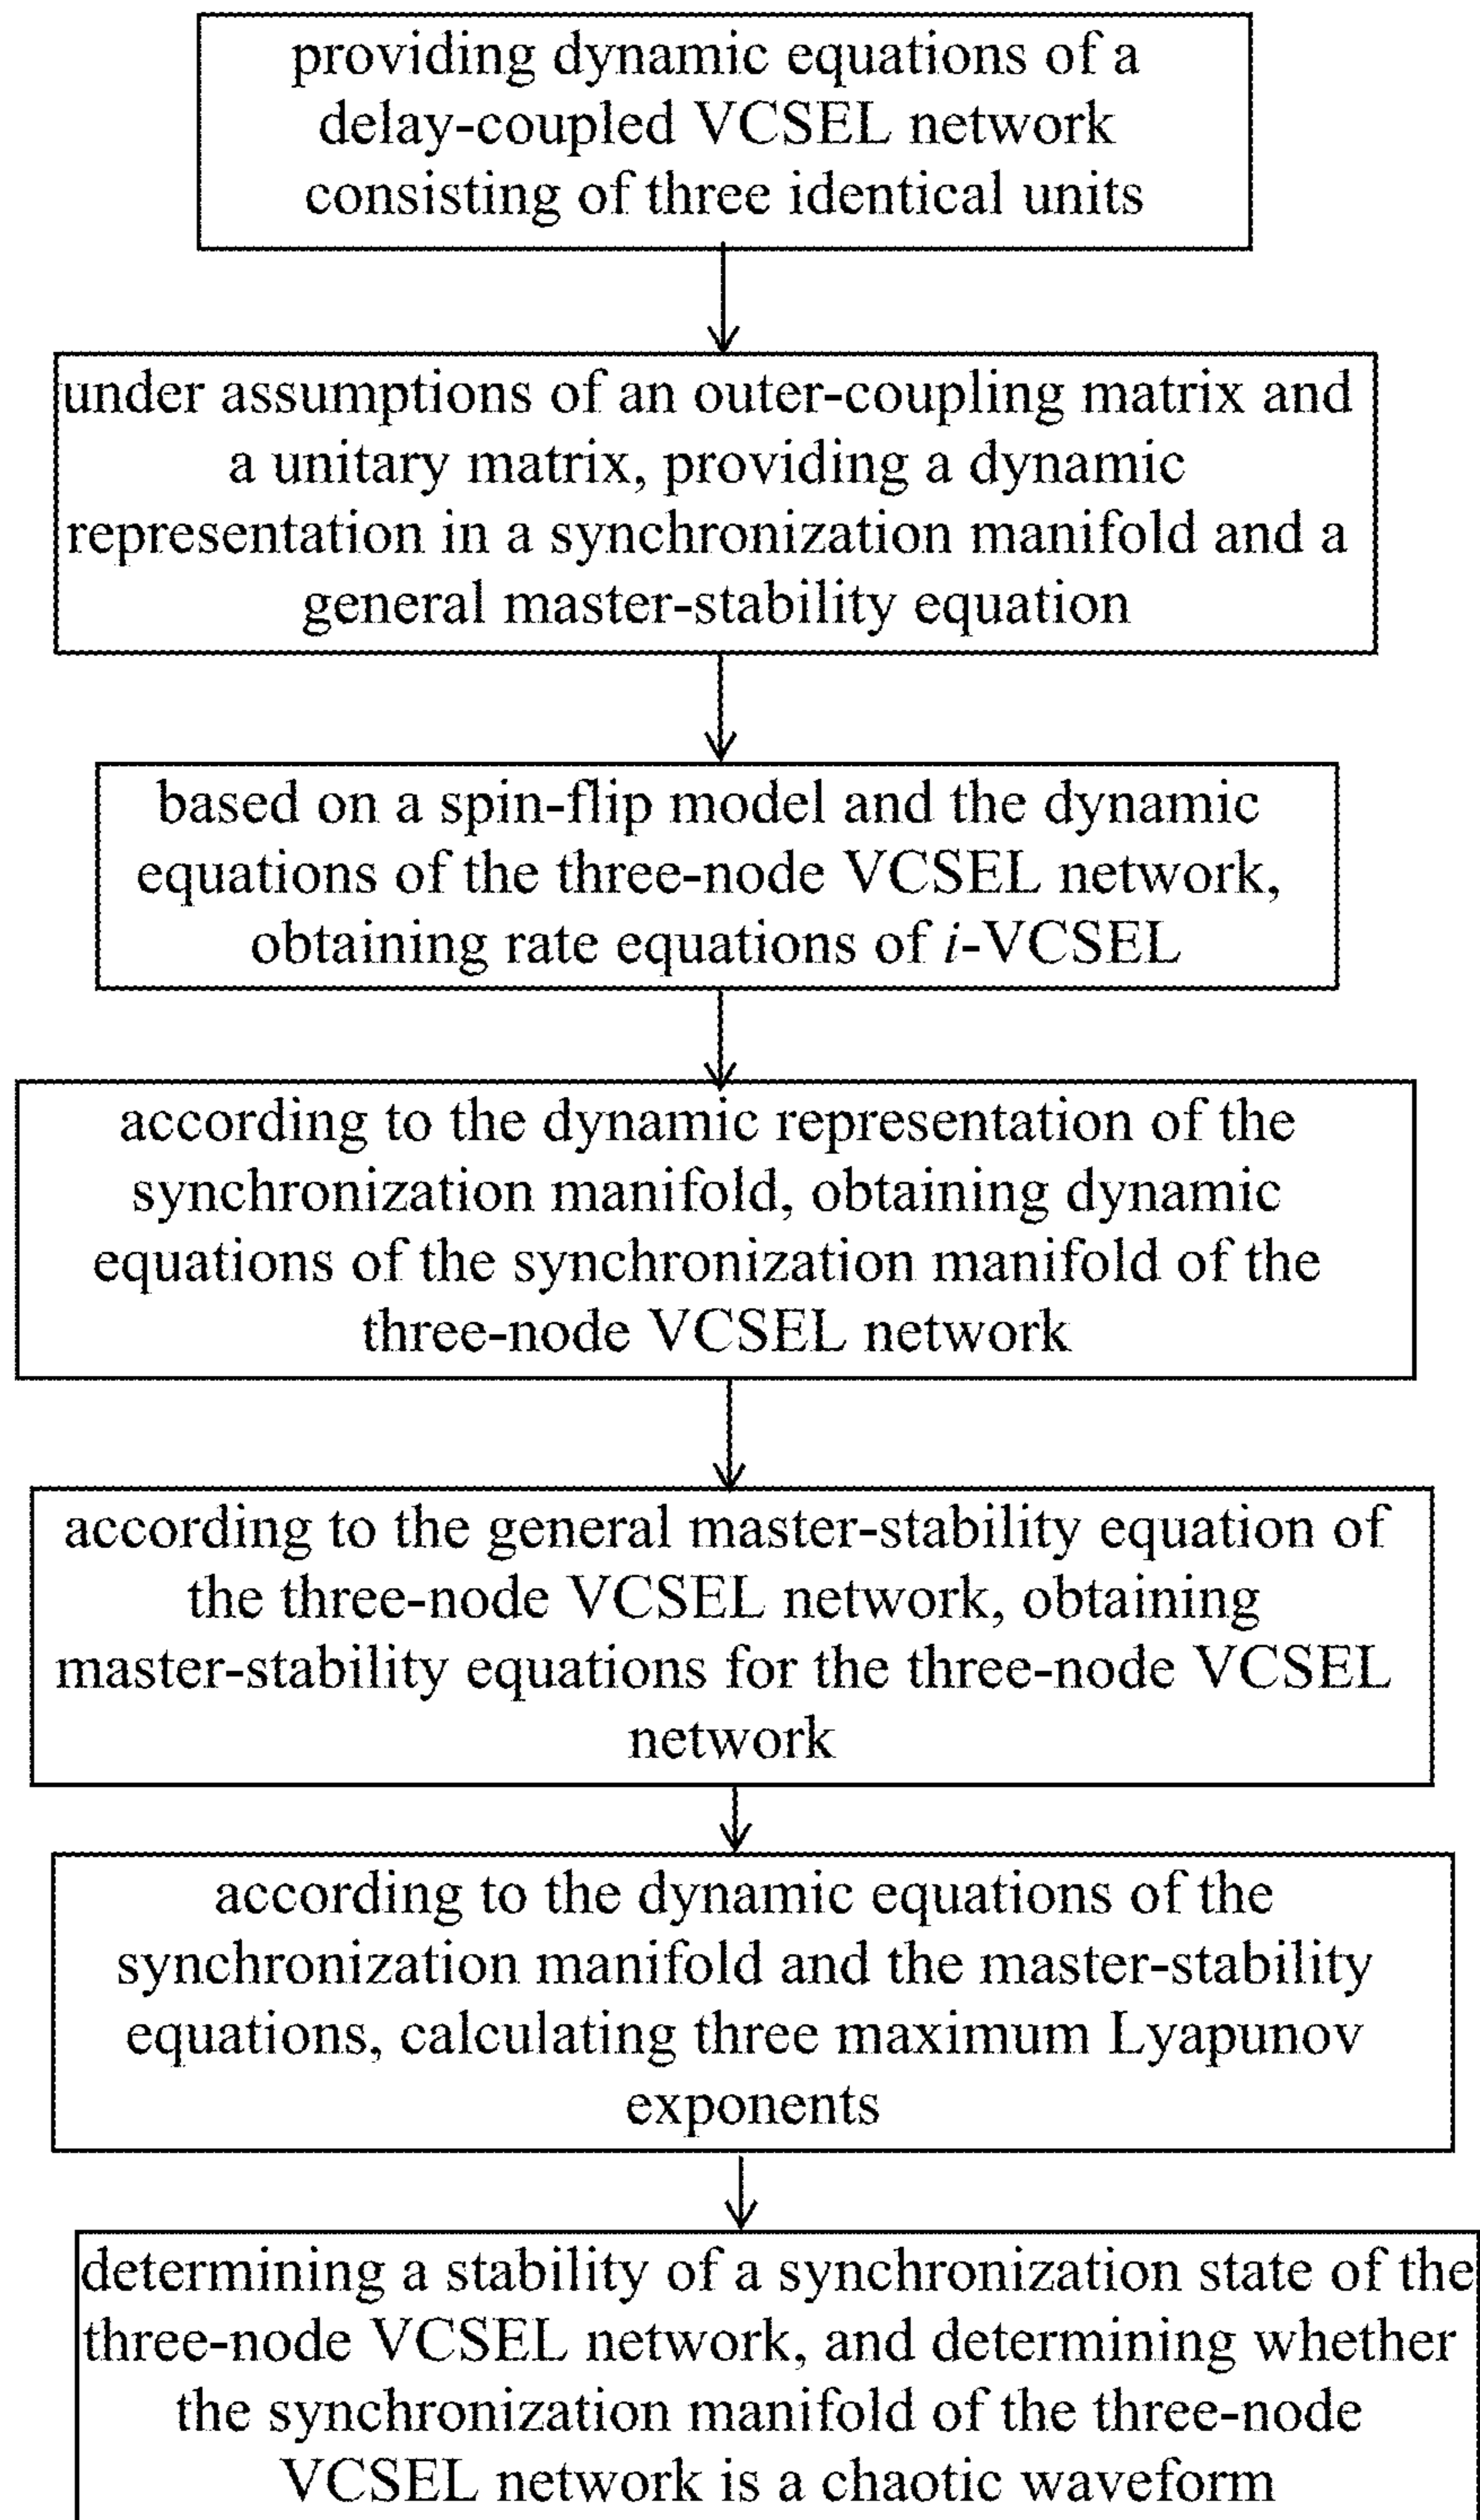 providing dynamic equations of a
delay-coupled VCSEL network
consisting of three identical units
under assumptions of an outer-coupling matrix and
a unitary matrix, providing a dynamic
representation in a synchronization manifold and a
general master-stability equation
based on a spin-flip model and the dynamic
equations of the three-node VCSEL network,
obtaining rate equations of i-VCSEL
according to the dynamic representation of the
synchronization manifold, obtaining dynamic
equations of the synchronization manifold of the
three-node VCSEL network
according to the general master-stability equation of
the three-node VCSEL network, obtaining
master-stability equations for the three-node VCSEL
network
according to the dynamic equations of the
synchronization manifold and the master-stability
equations, calculating three maximum Lyapunov
exponents
determining a stability of a synchronization state of the
three-node VCSEL network, and determining whether
the synchronization manifold of the three-node
VCSEL network is a chaotic waveform